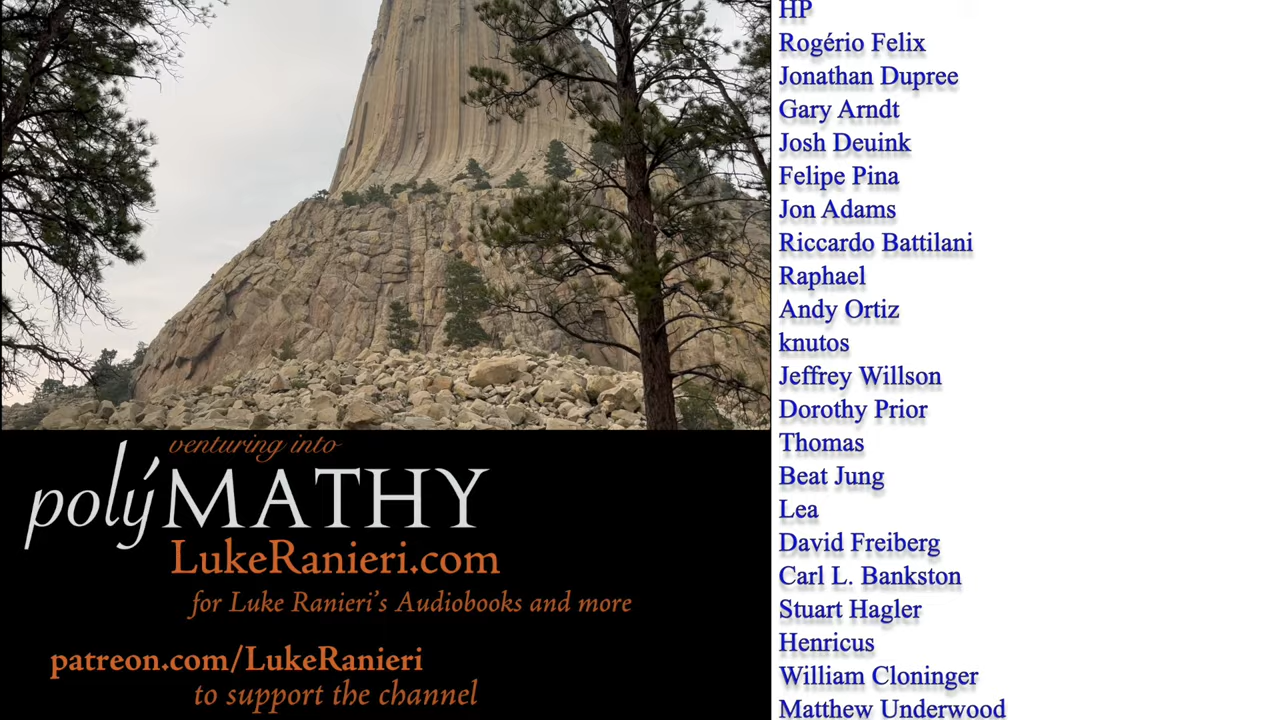 venturing into
polýMATHY
LukeRanieri.com
for Luke Ranieri's Audiobooks and more
patreon.com/LukeRanieri
to support the channel
HP
Rogério Felix
Jonathan Dupree
Gary Arndt
Josh Deuink
Felipe Pina
Jon Adams
Riccardo Battilani
Raphael
Andy Ortiz
knutos
Jeffrey Willson
Dorothy Prior
Thomas
Beat Jung
Lea
David Freiberg
Carl L. Bankston
Stuart Hagler
Henricus
William Cloninger
Matthew Underwood